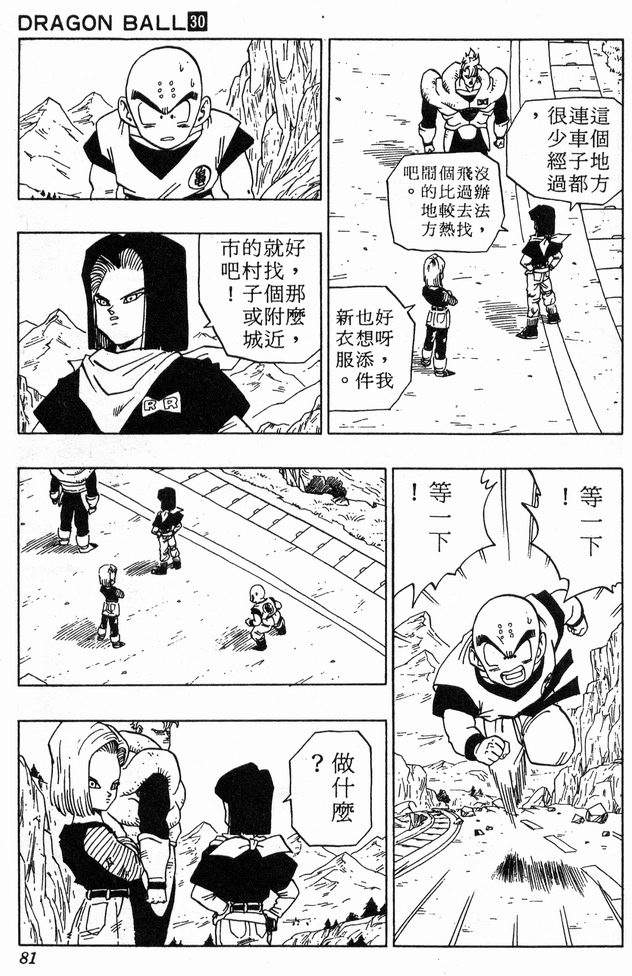 DRAGON BALL 30
這個地方
連車子都
很少經過
，
沒辦法，
飛過去找
個比較熱
鬧的地方
吧。
好呀，我
也想添件
新衣服。
好，那麼
就找個附近
的村子或城
市吧！
RR
等一下
！
等一下
！
做什麼
？
81